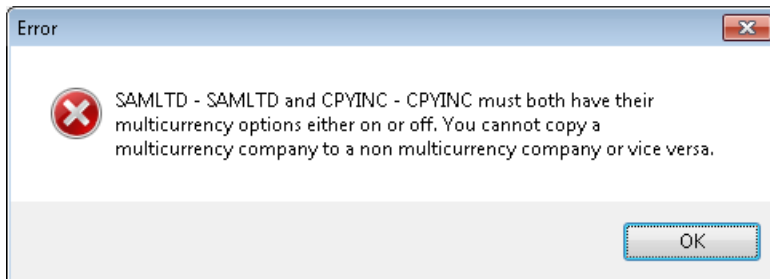 Error
SAMLTD - SAMLTD and CPYINC - CPYINC must both have their
multicurrency options either on or off. You cannot copy a
multicurrency company to a non multicurrency company or vice versa.
OK